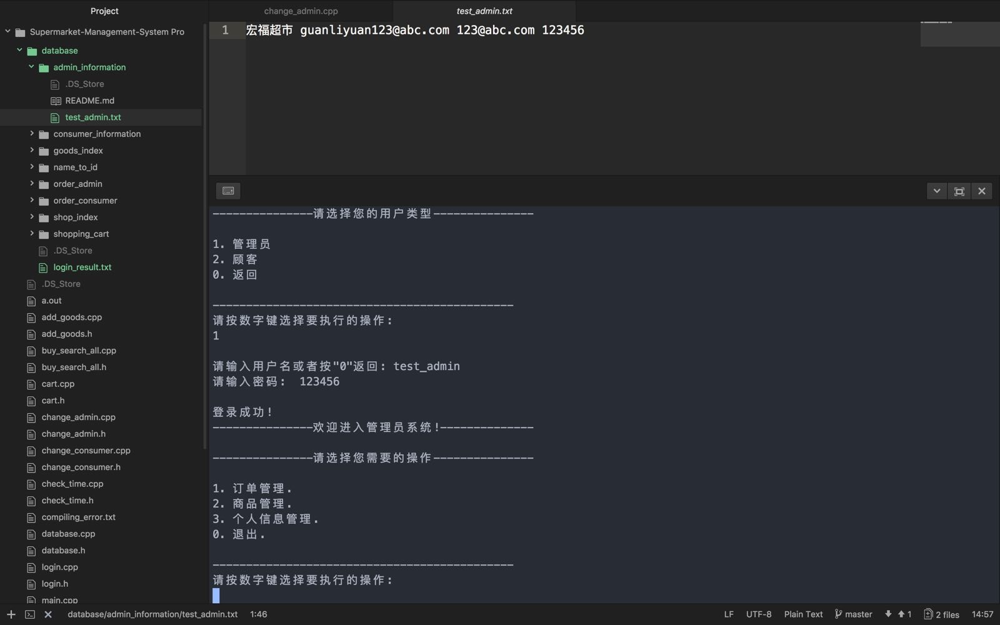 Project
Supermarket-Management-System Pro
database
admin_information
.DS_Store
README.md
test_admin.txt
consumer_information
goods_index
name_to_id
order_admin
order_consumer
shop_index
shopping_cart
.DS_Store
login_result.txt
.DS_Store
a.out
add_goods.cpp
add_goods.h
buy_search_all.cpp
buy_search_all.h
cart.cpp
cart.h
change_admin.cpp
change_admin.h
change_consumer.cpp
change_consumer.h
check_time.cpp
check_time.h
compiling_error.txt
database.cpp
database.h
login.cpp
login.h
main.cpp
change_admin.cpp test_admin.txt
1 宏福超市 guanliyuan123@abc.com 123@abc.com 123456
---------------请选择您的用户类型---------------
1. 管理员
2. 顾客
0. 返回
---------------------------------------------
请按数字键选择要执行的操作:
1
请输入用户名或者按"0"返回: test_admin
请输入密码: 123456
登录成功!
---------------欢迎进入管理员系统!--------------
---------------请选择您需要的操作---------------
1. 订单管理.
2. 商品管理.
3. 个人信息管理.
0. 退出.
---------------------------------------------
请按数字键选择要执行的操作:
database/admin_information/test_admin.txt 1:46 LF UTF-8 Plain Text master 1 2 files 14:57